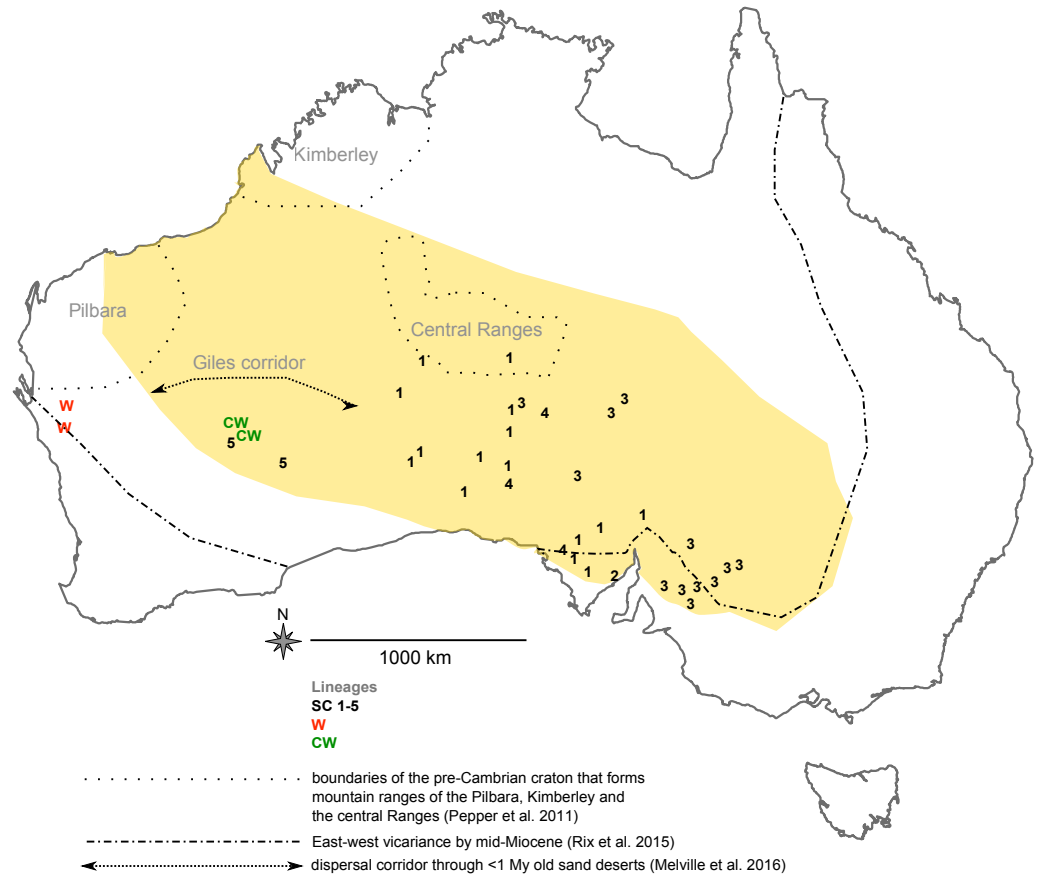 Kimberley
Pilbara
Central Ranges
Giles corridor
1
1
1
3
3
W
1
3
4
3
W
CW
CW
1
5
1
1
1
5
1
3
4
1
1
1
1
3
4
1
3
3
1
2
3
3
3
3
3
N
1000 km
Lineages
SC 1-5
W
CW
boundaries of the pre-Cambrian craton that forms
mountain ranges of the Pilbara, Kimberley and
the central Ranges (Pepper et al. 2011)
East-west vicariance by mid-Miocene (Rix et al. 2015)
dispersal corridor through <1 My old sand deserts (Melville et al. 2016)